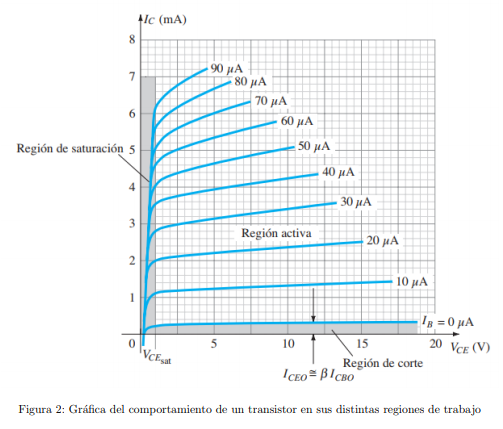 I_C (mA)
8
7
6
5
4
3
2
1
0
90 μA
80 μA
70 μA
60 μA
50 μA
40 μA
30 μA
20 μA
10 μA
I_B = 0 μA
Región de saturación
Región activa
5
10
15
20
V_CE (V)
V_CE_sat
Región de corte
I_CEO ≅ β I_CBO
Figura 2: Gráfica del comportamiento de un transistor en sus distintas regiones de trabajo